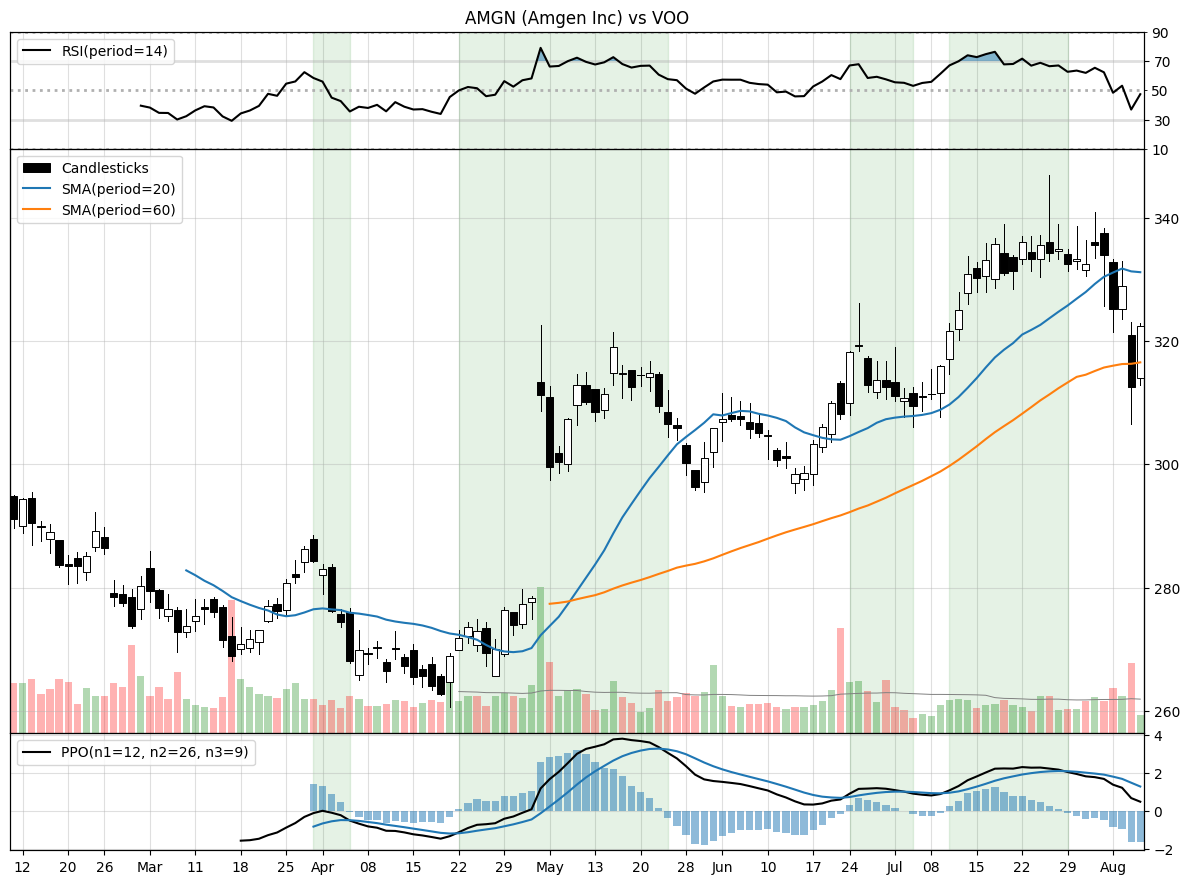 AMGN (Amgen Inc) vs VOO
RSI(period=14)
90
70
50
30
10
Candlesticks
SMA(period=20)
SMA(period=60)
340
320
300
280
260
PPO(n1=12, n2=26, n3=9)
4
2
0
−2
12 20 26 Mar 11 18 25 Apr 08 15 22 29 May 13 20 28 Jun 10 17 24 Jul 08 15 22 29 Aug